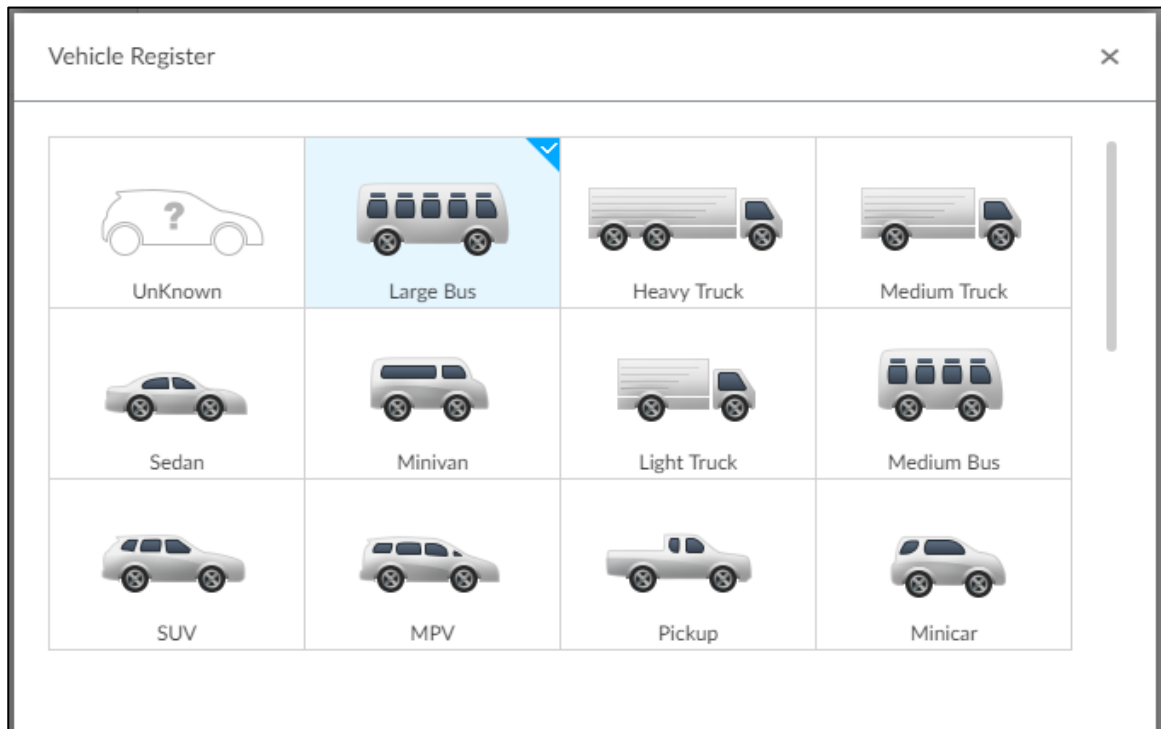 Vehicle Register
?
UnKnown
Large Bus
Heavy Truck
Medium Truck
Sedan
Minivan
Light Truck
Medium Bus
SUV
MPV
Pickup
Minicar